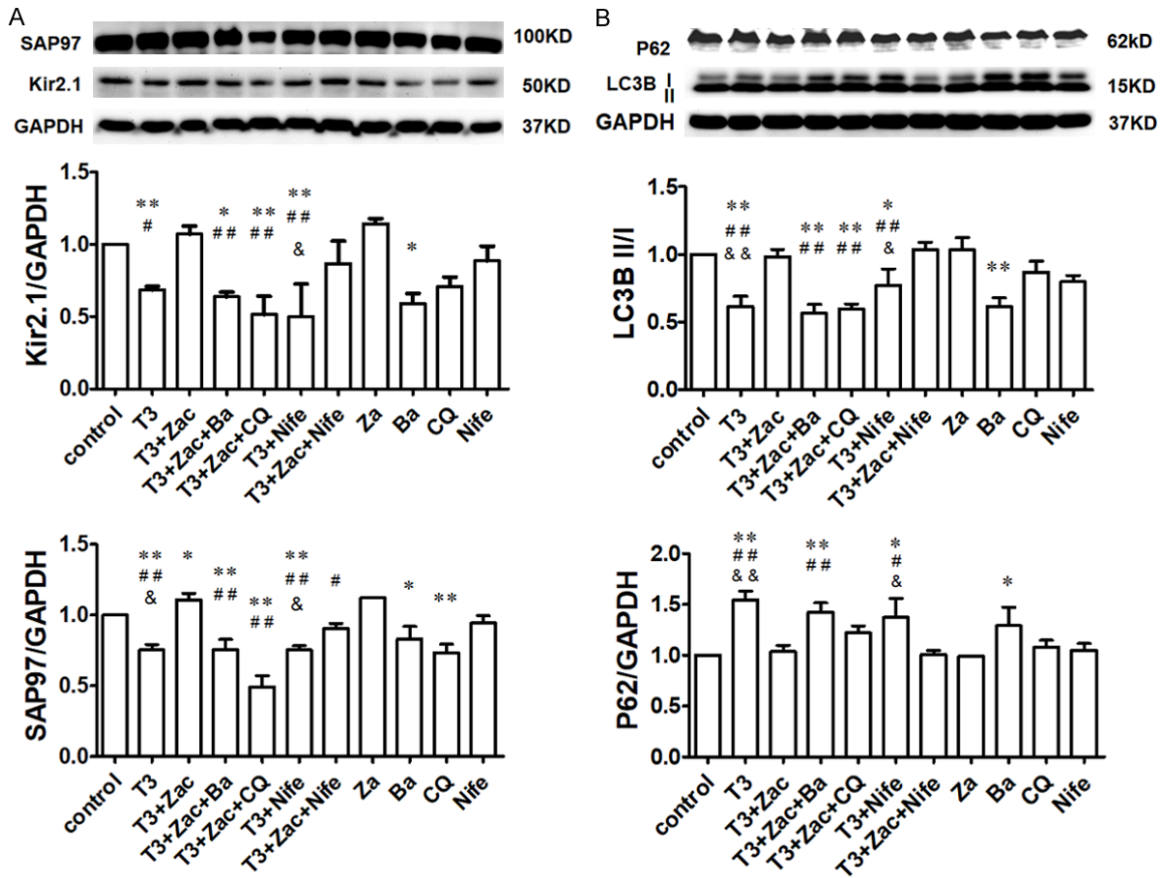 A
SAP97 100KD
Kir2.1 50KD
GAPDH 37KD
Kir2.1/GAPDH
1.5
1.0
0.5
0.0
** * ** ** *
# ## ## ##
&
control T3 T3+Zac T3+Zac+Ba T3+Zac+CQ T3+Nife T3+Zac+Nife Za Ba CQ Nife
SAP97/GAPDH
1.5
1.0
0.5
0.0
** * ** ** ** # * **
## ## ## ##
& &
control T3 T3+Zac T3+Zac+Ba T3+Zac+CQ T3+Nife T3+Zac+Nife Za Ba CQ Nife
B
P62 62kD
LC3B I 15KD
II
GAPDH 37KD
LC3B II/I
1.5
1.0
0.5
0.0
** ** ** * **
## ## ## ##
&& &
control T3 T3+Zac T3+Zac+Ba T3+Zac+CQ T3+Nife T3+Zac+Nife Za Ba CQ Nife
P62/GAPDH
2.0
1.5
1.0
0.5
0.0
** ** * *
## ## #
&& &
control T3 T3+Zac T3+Zac+Ba T3+Zac+CQ T3+Nife T3+Zac+Nife Za Ba CQ Nife